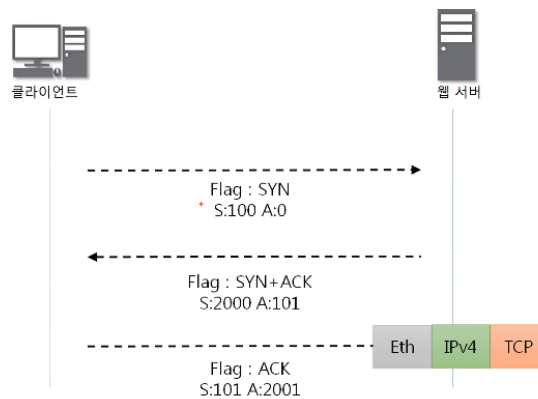 클라이언트
웹 서버
Flag : SYN
* S:100 A:0
Flag : SYN+ACK
S:2000 A:101
Eth IPv4 TCP
Flag : ACK
S:101 A:2001